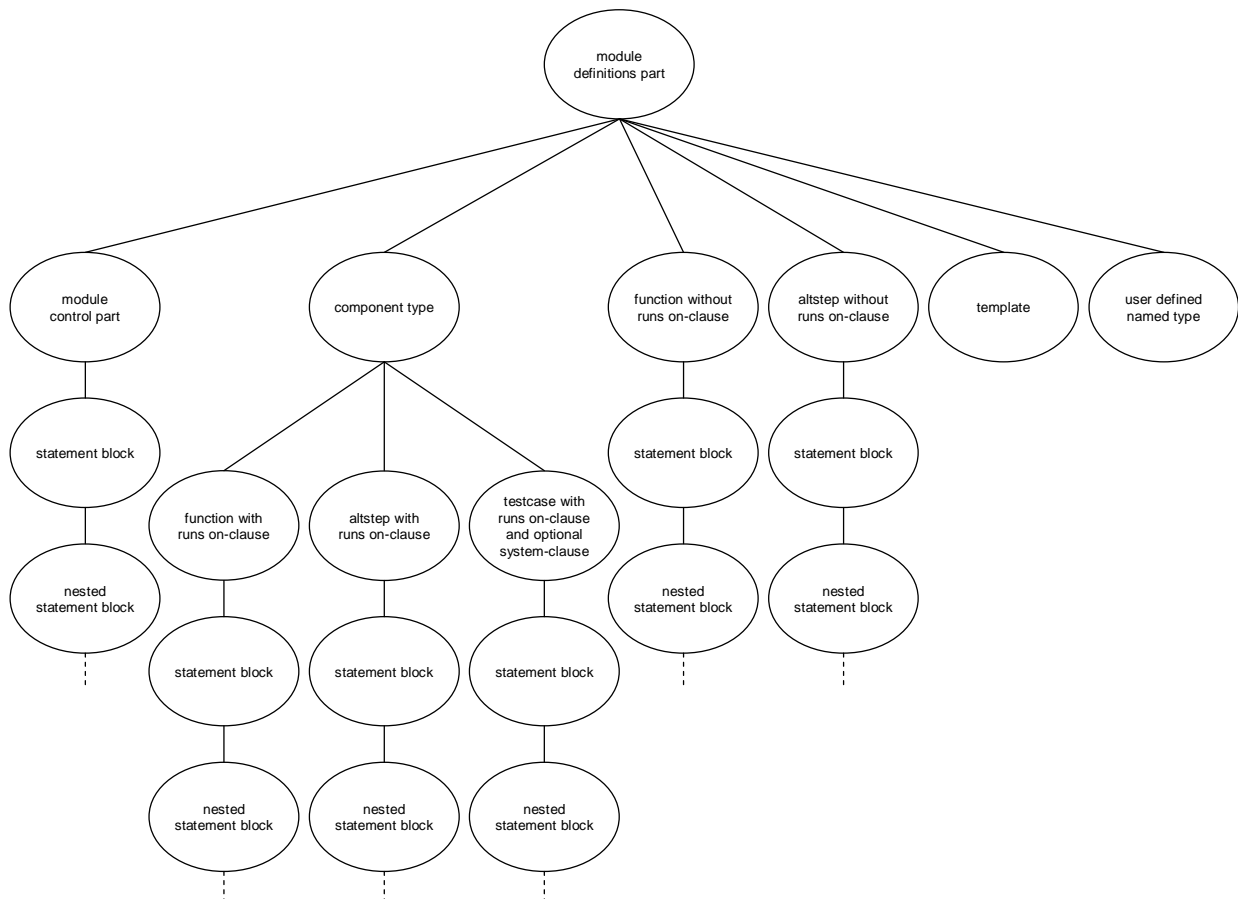 module
definitions part
module
control part
component type
function without
runs on-clause
altstep without
runs on-clause
template
user defined
named type
statement block
statement block
statement block
function with
runs on-clause
altstep with
runs on-clause
testcase with
runs on-clause
and optional
system-clause
nested
statement block
nested
statement block
nested
statement block
statement block
statement block
statement block
nested
statement block
nested
statement block
nested
statement block